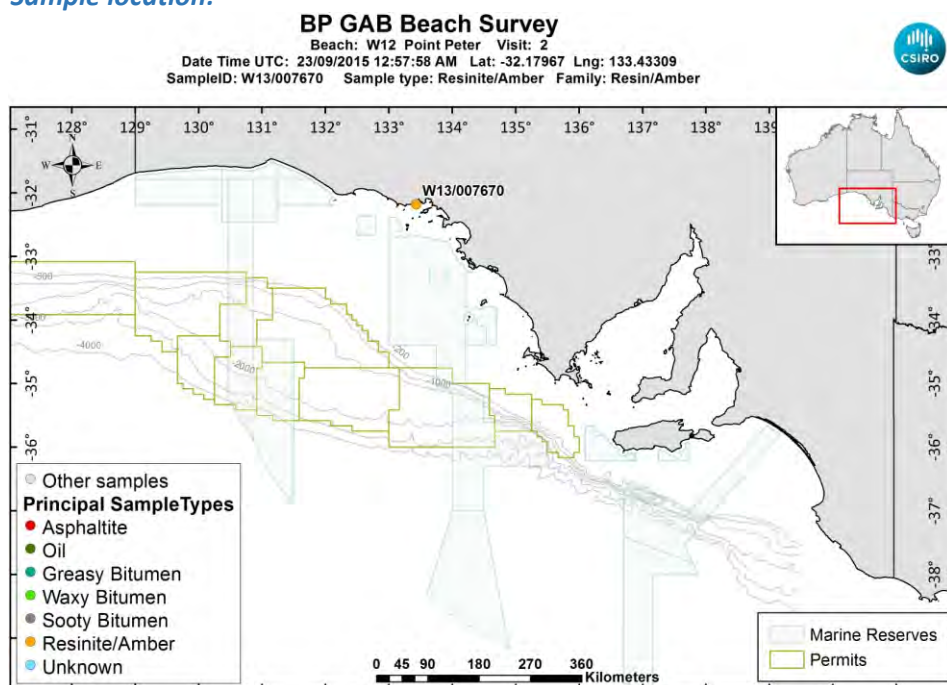 Sample location:
BP GAB Beach Survey
Beach: W12 Point Peter Visit: 2
Date Time UTC: 23/09/2015 12:57:58 AM Lat: -32.17967 Lng: 133.43309
SampleID: W13/007670 Sample type: Resinite/Amber Family: Resin/Amber
CSIRO
-31° 128° 129° 130° 131° 132° 133° 134° 135° 136° 137° 138° 139
N
W E
S
W13/007670
-32°
-33°
-34°
-35°
-36°
-37°
-38°
-33°
-34°
-35°
-36°
-37°
-38°
-200
-1000
-2000
-4000
Other samples
Principal SampleTypes
Asphaltite
Oil
Greasy Bitumen
Waxy Bitumen
Sooty Bitumen
Resinite/Amber
Unknown
0 45 90 180 270 360
Kilometers
Marine Reserves
Permits